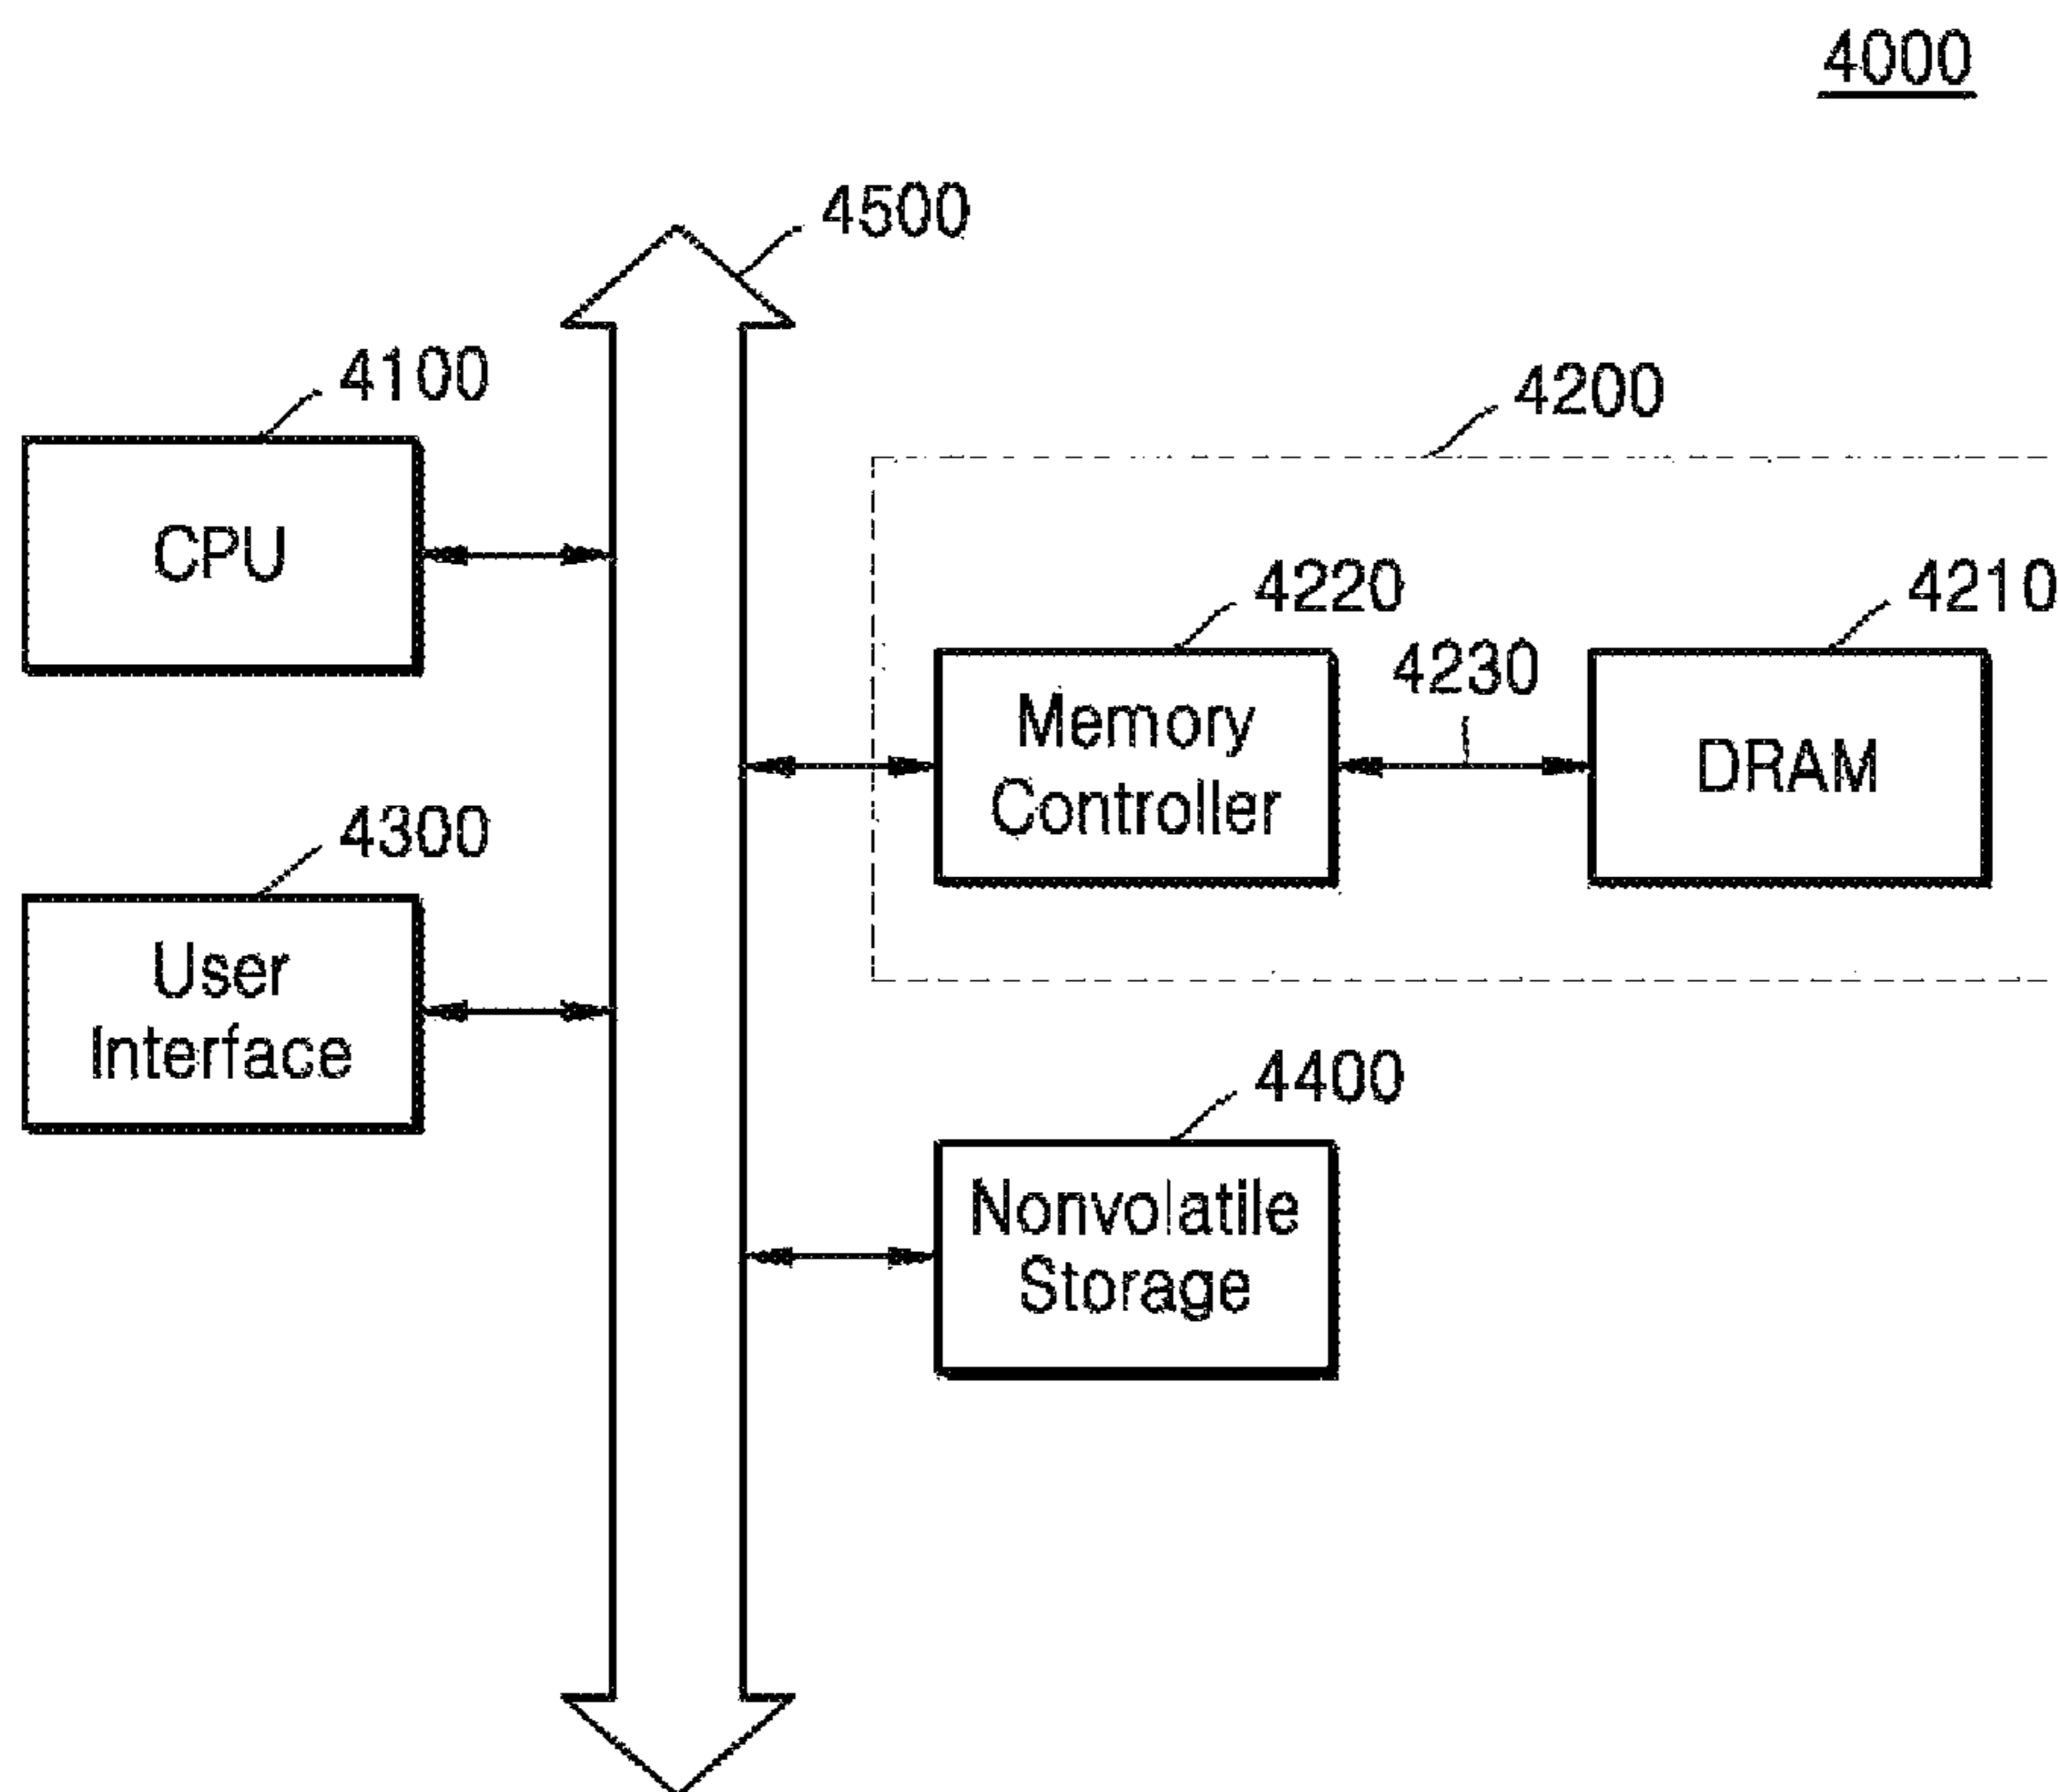 4000
4500
4100
4200
CPU
4220
4210
4230
Memory
Controller
DRAM
4300
User
Interface
4400
Nonvolatile
Storage